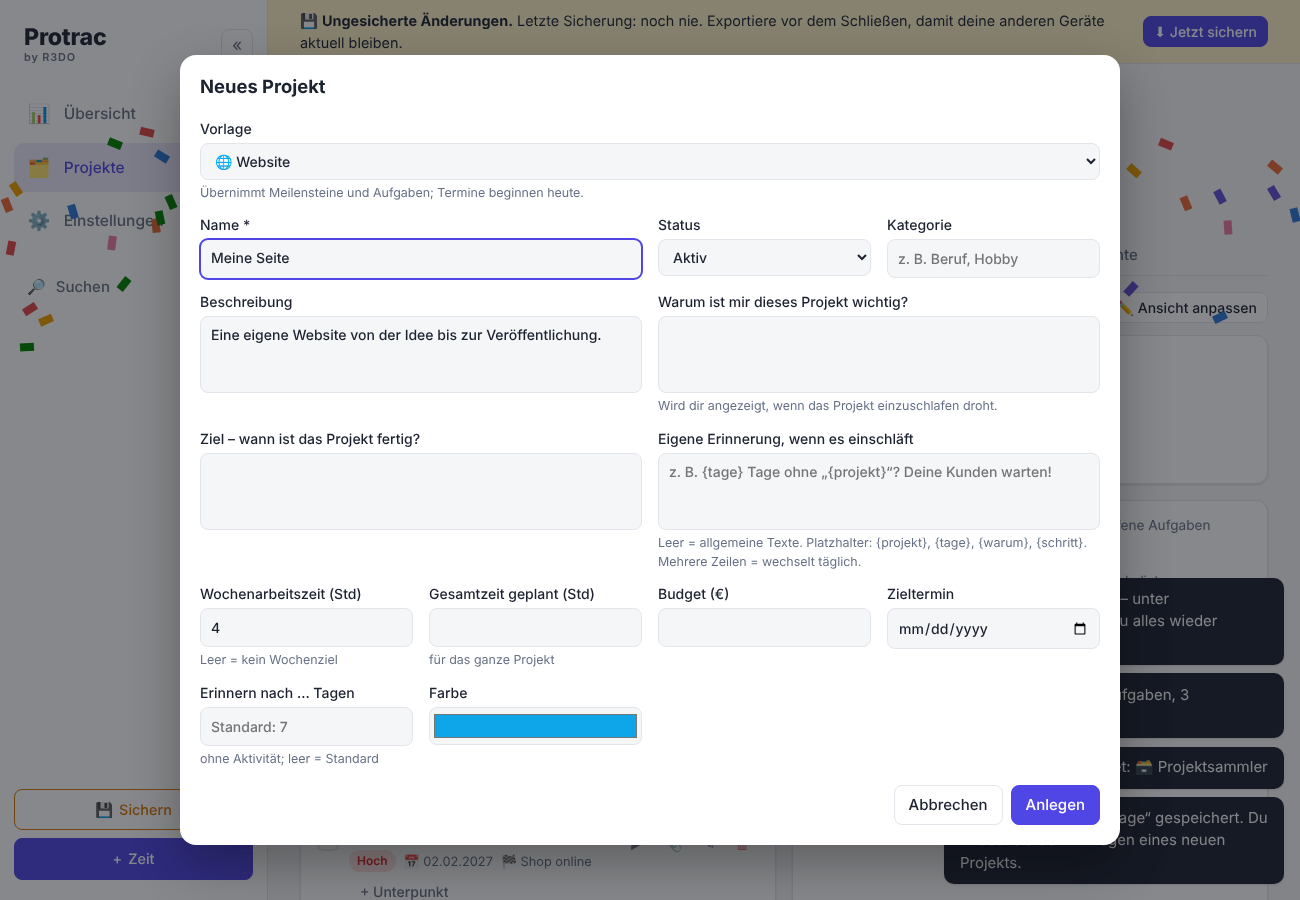 Protrac
by R3DO
«
💾 Ungesicherte Änderungen. Letzte Sicherung: noch nie. Exportiere vor dem Schließen, damit deine anderen Geräte
aktuell bleiben.
⬇ Jetzt sichern
Übersicht
Projekte
Einstellunge
Suchen
💾 Sichern
+ Zeit
Neues Projekt
Vorlage
🌐 Website
Übernimmt Meilensteine und Aufgaben; Termine beginnen heute.
Name *
Status
Kategorie
Meine Seite
Aktiv
z. B. Beruf, Hobby
Beschreibung
Warum ist mir dieses Projekt wichtig?
Eine eigene Website von der Idee bis zur Veröffentlichung.
Wird dir angezeigt, wenn das Projekt einzuschlafen droht.
Ziel – wann ist das Projekt fertig?
Eigene Erinnerung, wenn es einschläft
z. B. {tage} Tage ohne „{projekt}“? Deine Kunden warten!
Leer = allgemeine Texte. Platzhalter: {projekt}, {tage}, {warum}, {schritt}.
Mehrere Zeilen = wechselt täglich.
Wochenarbeitszeit (Std)
Gesamtzeit geplant (Std)
Budget (€)
Zieltermin
4
mm/dd/yyyy
Leer = kein Wochenziel
für das ganze Projekt
Erinnern nach … Tagen
Farbe
Standard: 7
ohne Aktivität; leer = Standard
Abbrechen
Anlegen
nte
Ansicht anpassen
ene Aufgaben
– unter
u alles wieder
fgaben, 3
t: 🗃️ Projektsammler
age“ gespeichert. Du
gen eines neuen
Projekts.
Hoch
📅 02.02.2027
🏁 Shop online
+ Unterpunkt